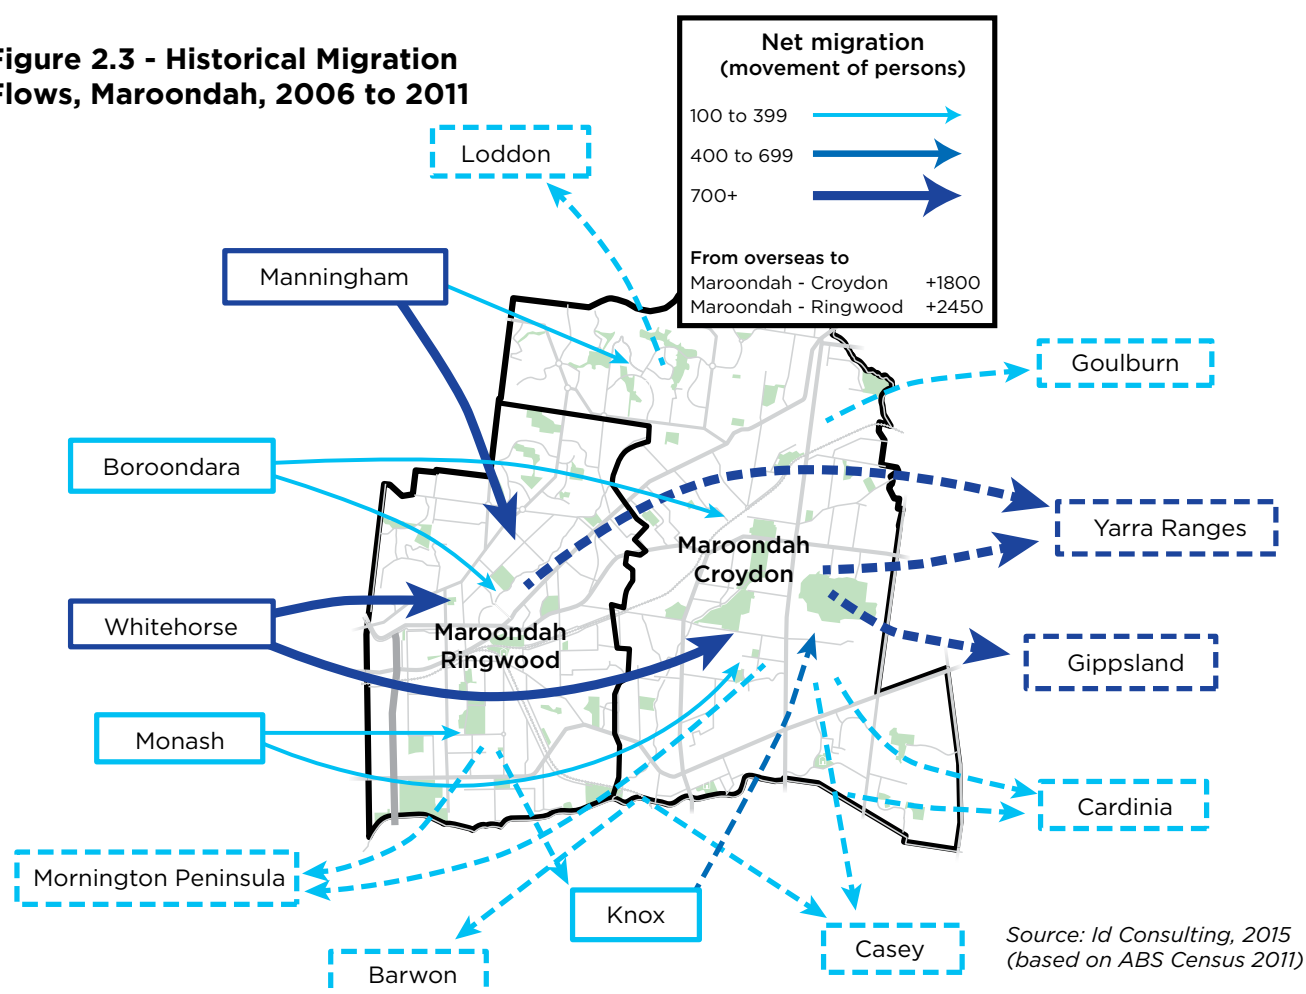 Figure 2.3 - Historical Migration
Flows, Maroondah, 2006 to 2011
Net migration
(movement of persons)
100 to 399
400 to 699
700+
From overseas to
Maroondah - Croydon +1800
Maroondah - Ringwood +2450
Loddon
Manningham
Goulburn
Boroondara
Yarra Ranges
Maroondah
Croydon
Whitehorse
Maroondah
Ringwood
Gippsland
Monash
Cardinia
Mornington Peninsula
Knox
Casey
Barwon
Source: Id Consulting, 2015
(based on ABS Census 2011)